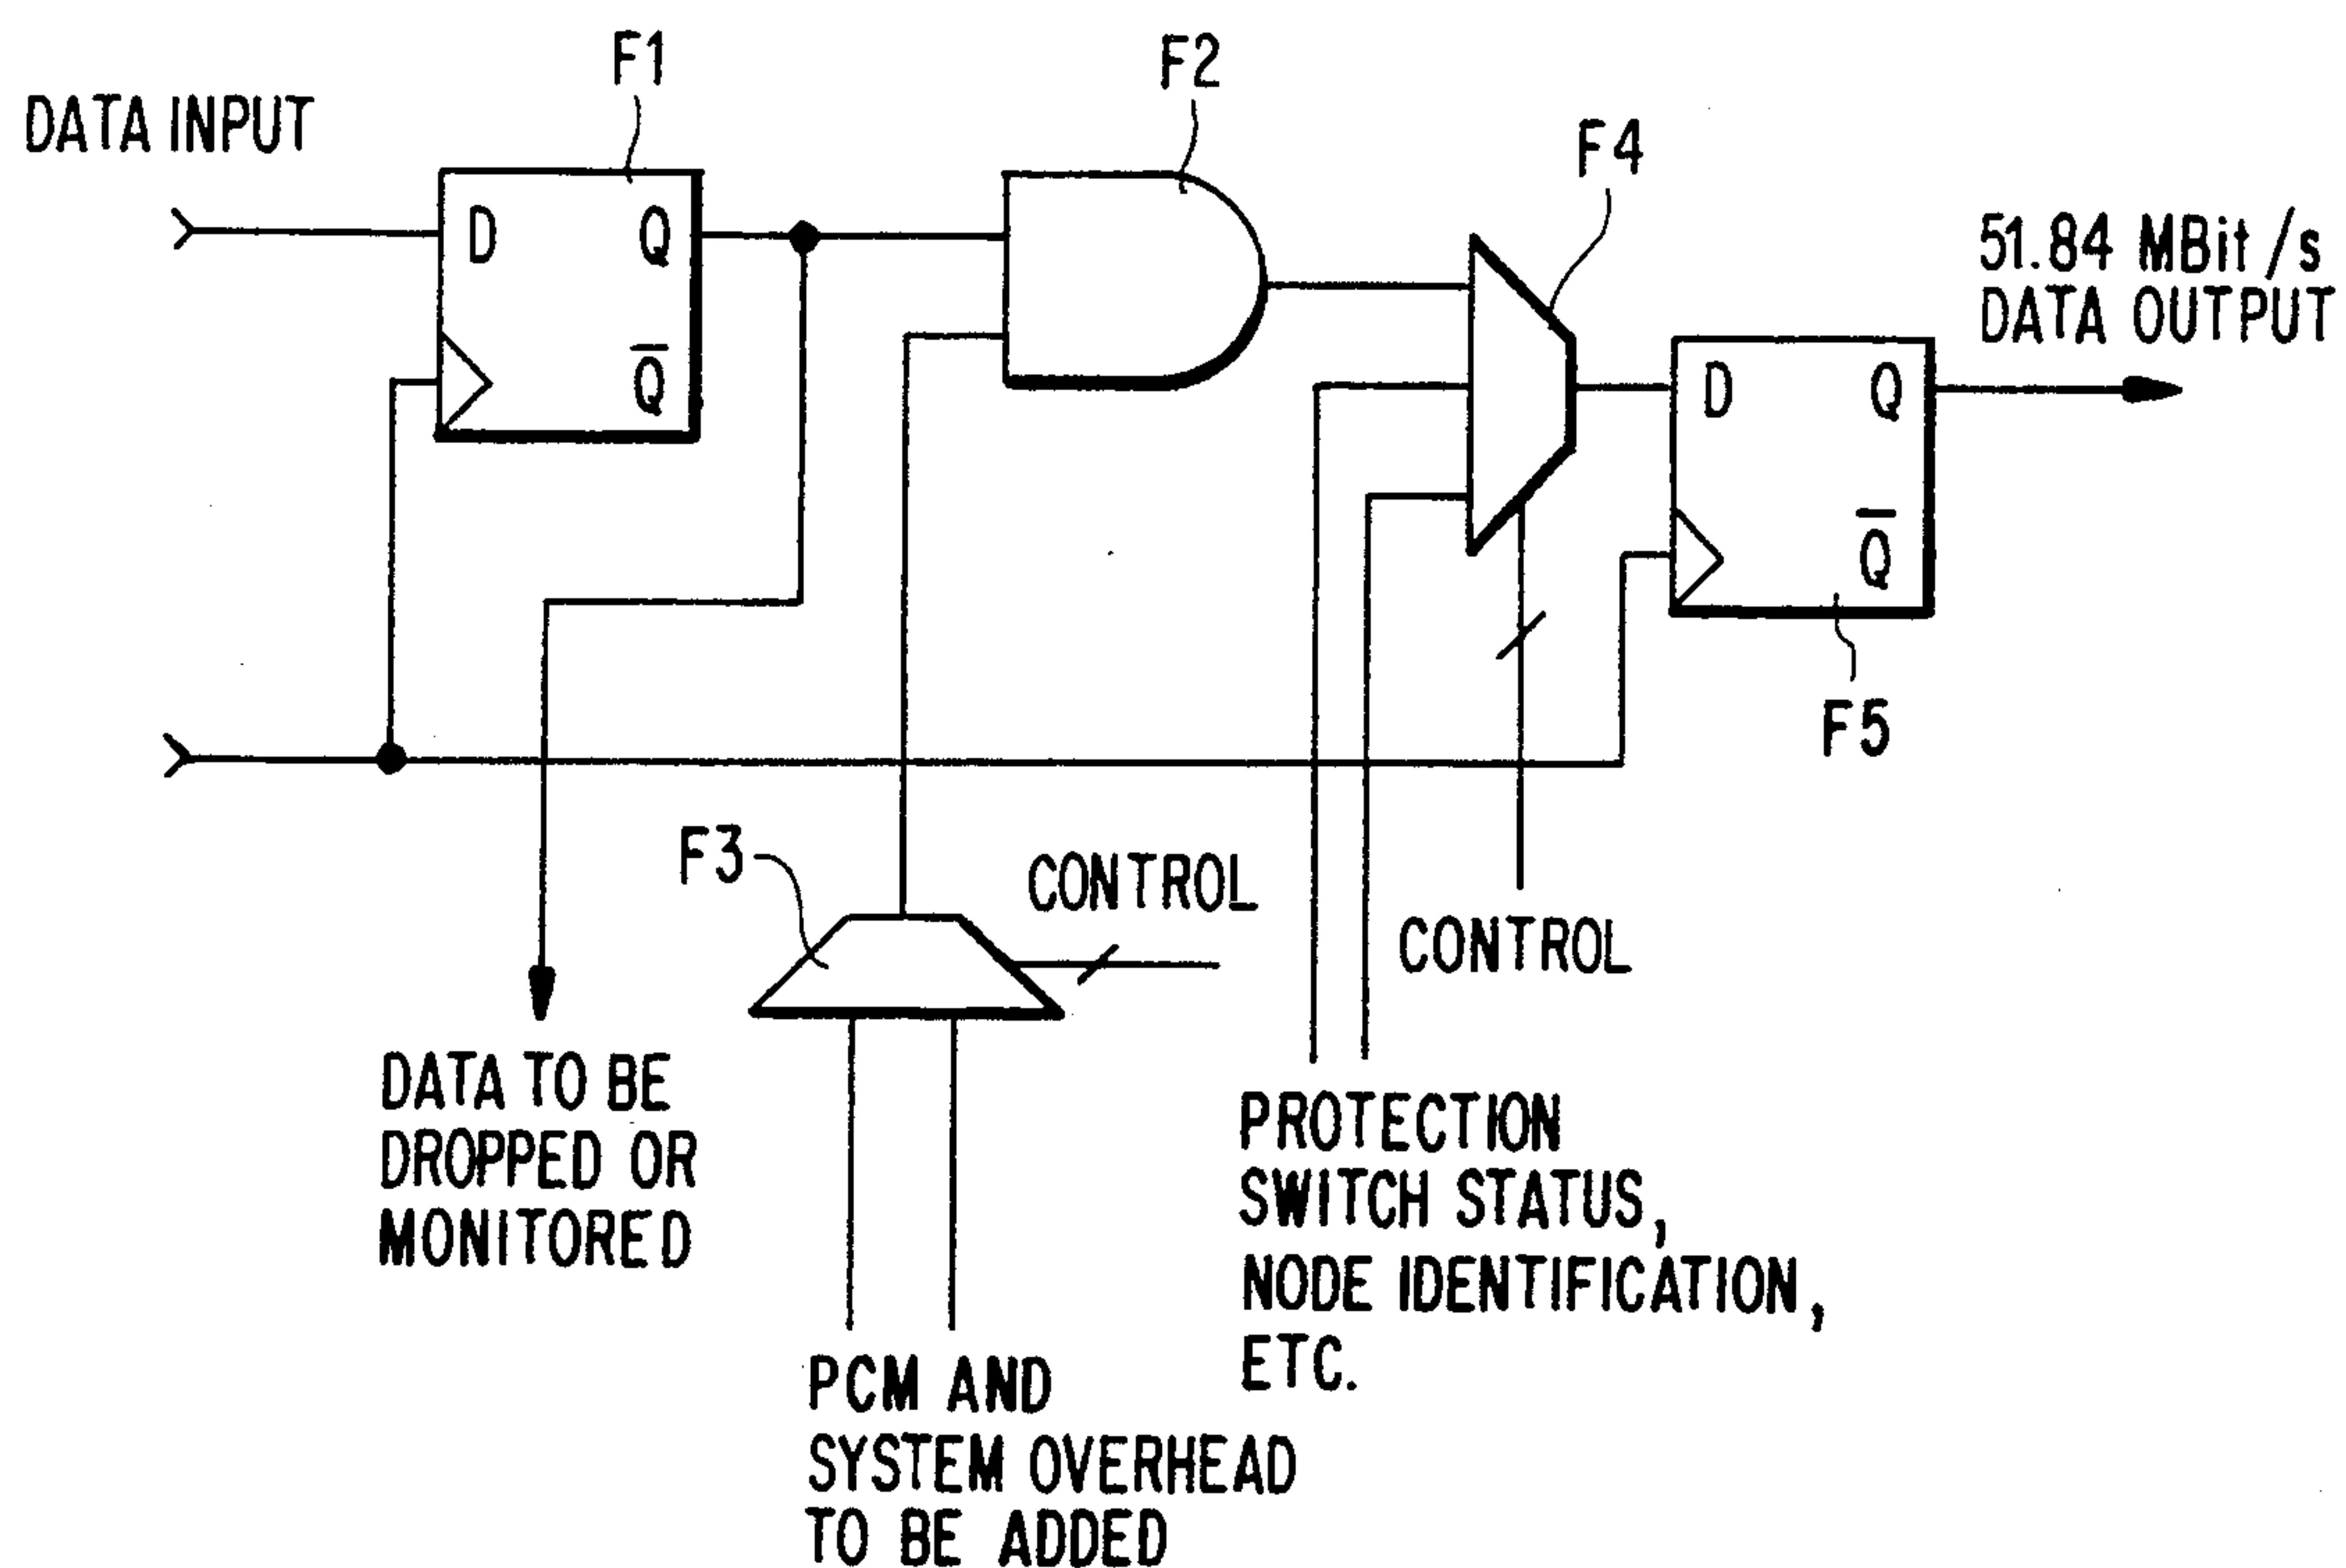 F1
F2
DATA INPUT
F4
D
Q
Q̅
51.84 MBit/s
DATA OUTPUT
D
Q
Q̅
F5
F3
CONTROL
CONTROL
DATA TO BE
DROPPED OR
MONITORED
PROTECTION
SWITCH STATUS,
NODE IDENTIFICATION,
ETC.
PCM AND
SYSTEM OVERHEAD
TO BE ADDED